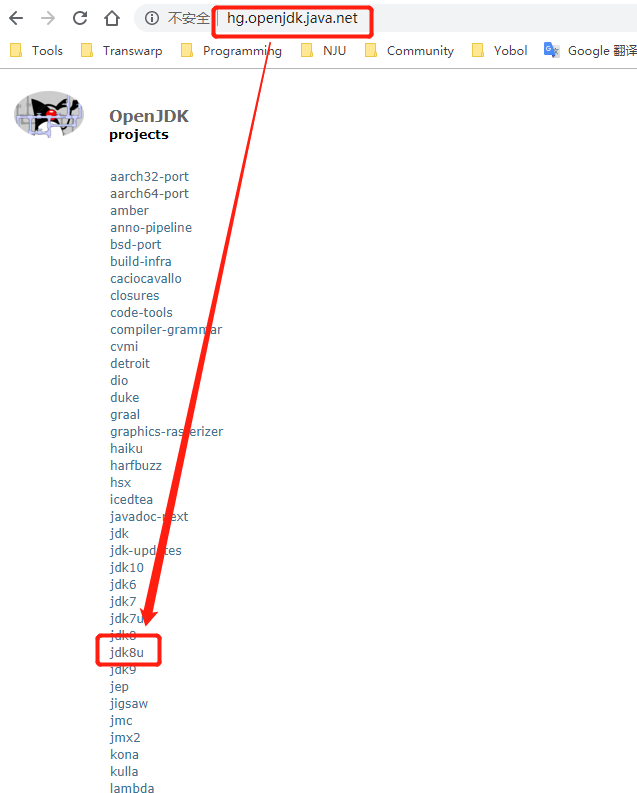 不安全 | hg.openjdk.java.net
Tools Transwarp Programming NJU Community Yobol Google 翻译
OpenJDK
projects
aarch32-port
aarch64-port
amber
anno-pipeline
bsd-port
build-infra
caciocavallo
closures
code-tools
compiler-grammar
cvmi
detroit
dio
duke
graal
graphics-rasterizer
haiku
harfbuzz
hsx
icedtea
javadoc-next
jdk
jdk-updates
jdk10
jdk6
jdk7
jdk7u
jdk8
jdk8u
jdk9
jep
jigsaw
jmc
jmx2
kona
kulla
lambda